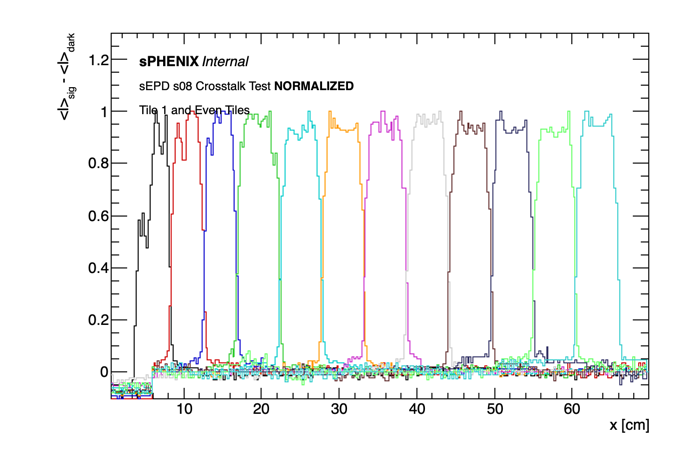 <I>sig - <I>dark
sPHENIX Internal
sEPD s08 Crosstalk Test NORMALIZED
Tile 1 and Even Tiles
1.2
1
0.8
0.6
0.4
0.2
0
10 20 30 40 50 60
x [cm]